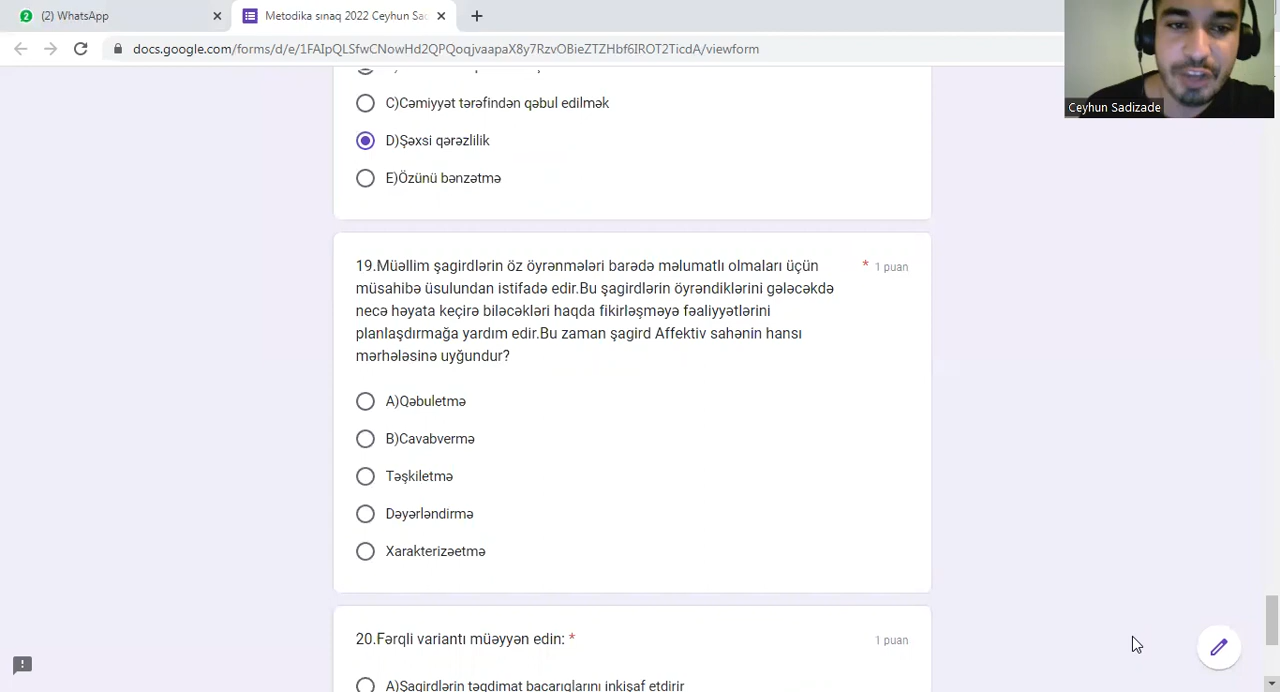 (2) WhatsApp
Metodika sınaq 2022 Ceyhun Sa
docs.google.com/forms/d/e/1FAIpQLSfwCNowHd2QPQoqjvaapaX8y7RzvOBieZTZHbf6IROT2TicdA/viewform
Ceyhun Sadizade
C)Cəmiyyət tərəfindən qəbul edilmək
D)Şəxsi qərəzlilik
E)Özünü bənzətmə
19.Müəllim şagirdlərin öz öyrənmələri barədə məlumatlı olmaları üçün
* 1 puan
müsahibə üsulundan istifadə edir.Bu şagirdlərin öyrəndiklərini gələcəkdə
necə həyata keçirə biləcəkləri haqda fikirləşməyə fəaliyyətlərini
planlaşdırmağa yardım edir.Bu zaman şagird Affektiv sahənin hansı
mərhələsinə uyğundur?
A)Qəbuletmə
B)Cavabvermə
Təşkiletmə
Dəyərləndirmə
Xarakterizəetmə
20.Fərqli variantı müəyyən edin: *
1 puan
A)Şagirdlərin təqdimat bacarıqlarını inkişaf etdirir